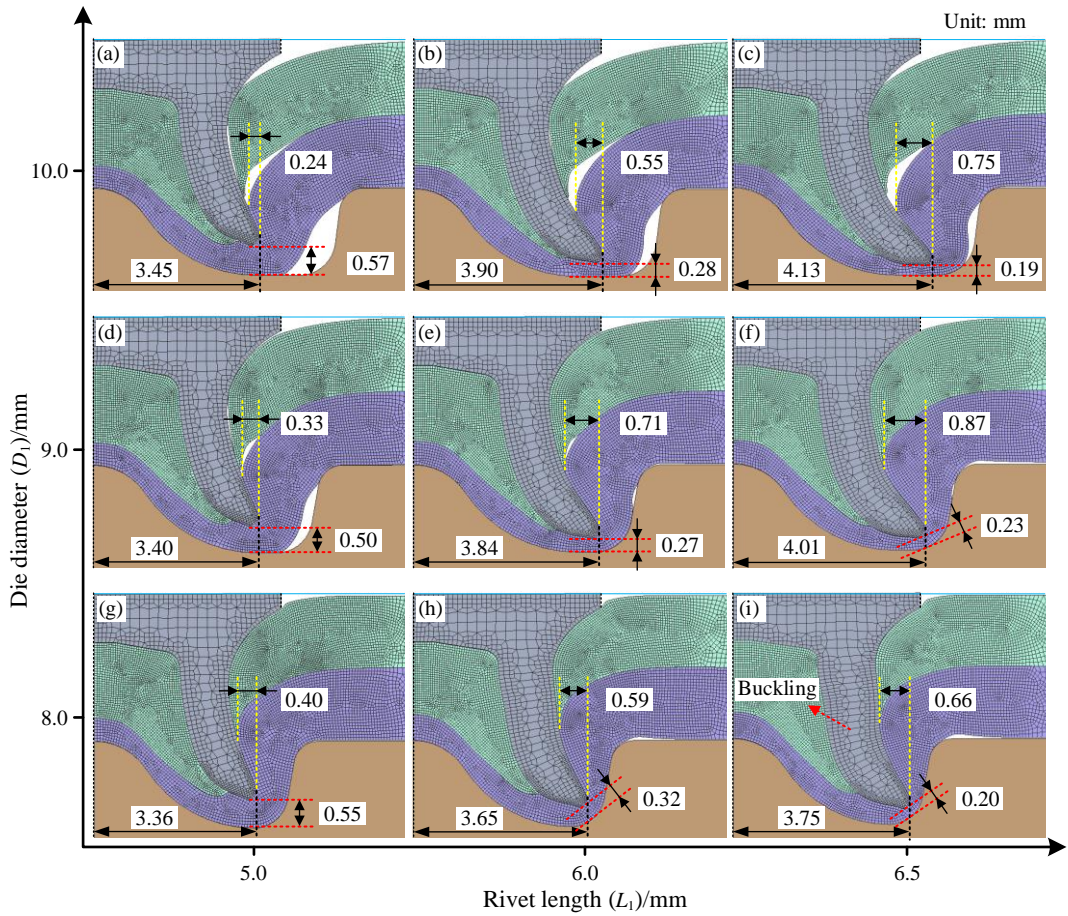 Unit: mm
(a)
(b)
(c)
10.0
0.24
0.55
0.75
3.45
0.57
3.90
0.28
4.13
0.19
(d)
(e)
(f)
9.0
0.33
0.71
0.87
3.40
0.50
3.84
0.27
4.01
0.23
(g)
(h)
(i)
8.0
0.40
0.59
Buckling
0.66
3.36
0.55
3.65
0.32
3.75
0.20
Die diameter (D₁)/mm
5.0
6.0
6.5
Rivet length (L₁)/mm